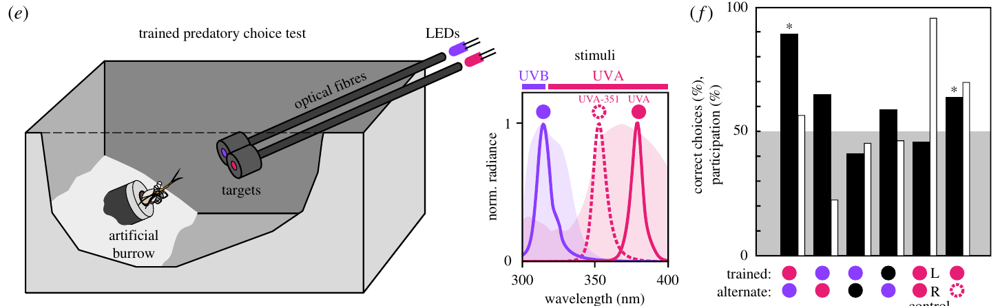 (e)
trained predatory choice test
LEDs
optical fibres
targets
artificial
burrow
stimuli
UVB
UVA
UVA-351
UVA
1
0
norm. radiance
300
350
400
wavelength (nm)
(f)
100
50
0
correct choices (%),
participation (%)
*
*
trained:
L
alternate:
R